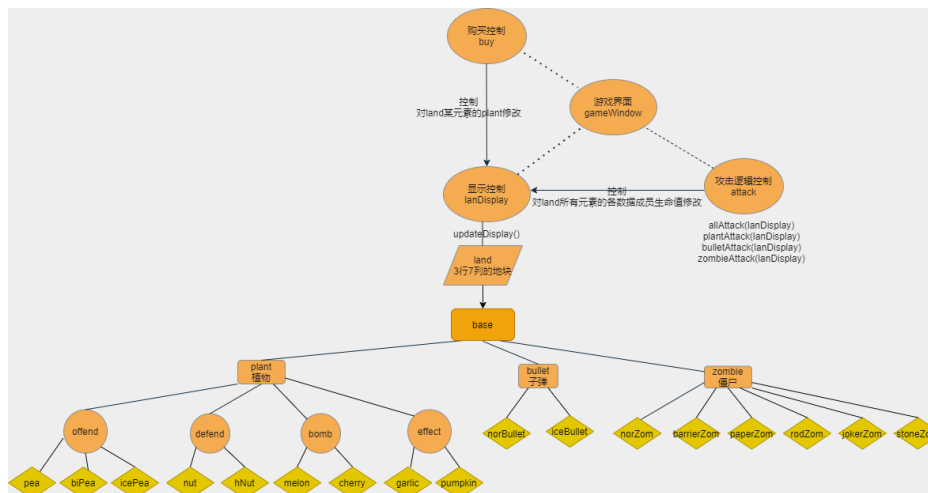 购买控制
buy
控制
对land某元素的plant修改
游戏界面
gameWindow
显示控制
lanDisplay
控制
对land所有元素的各数据成员生命值修改
攻击逻辑控制
attack
allAttack(lanDisplay)
plantAttack(lanDisplay)
bulletAttack(lanDisplay)
zombieAttack(lanDisplay)
updateDisplay()
land
3行7列的地块
base
plant
植物
bullet
子弹
zombie
僵尸
offend
defend
bomb
effect
norBullet
iceBullet
norZom
barrierZom
paperZom
rodZom
jokerZom
stoneZo
pea
biPea
icePea
nut
hNut
melon
cherry
garlic
pumpkin